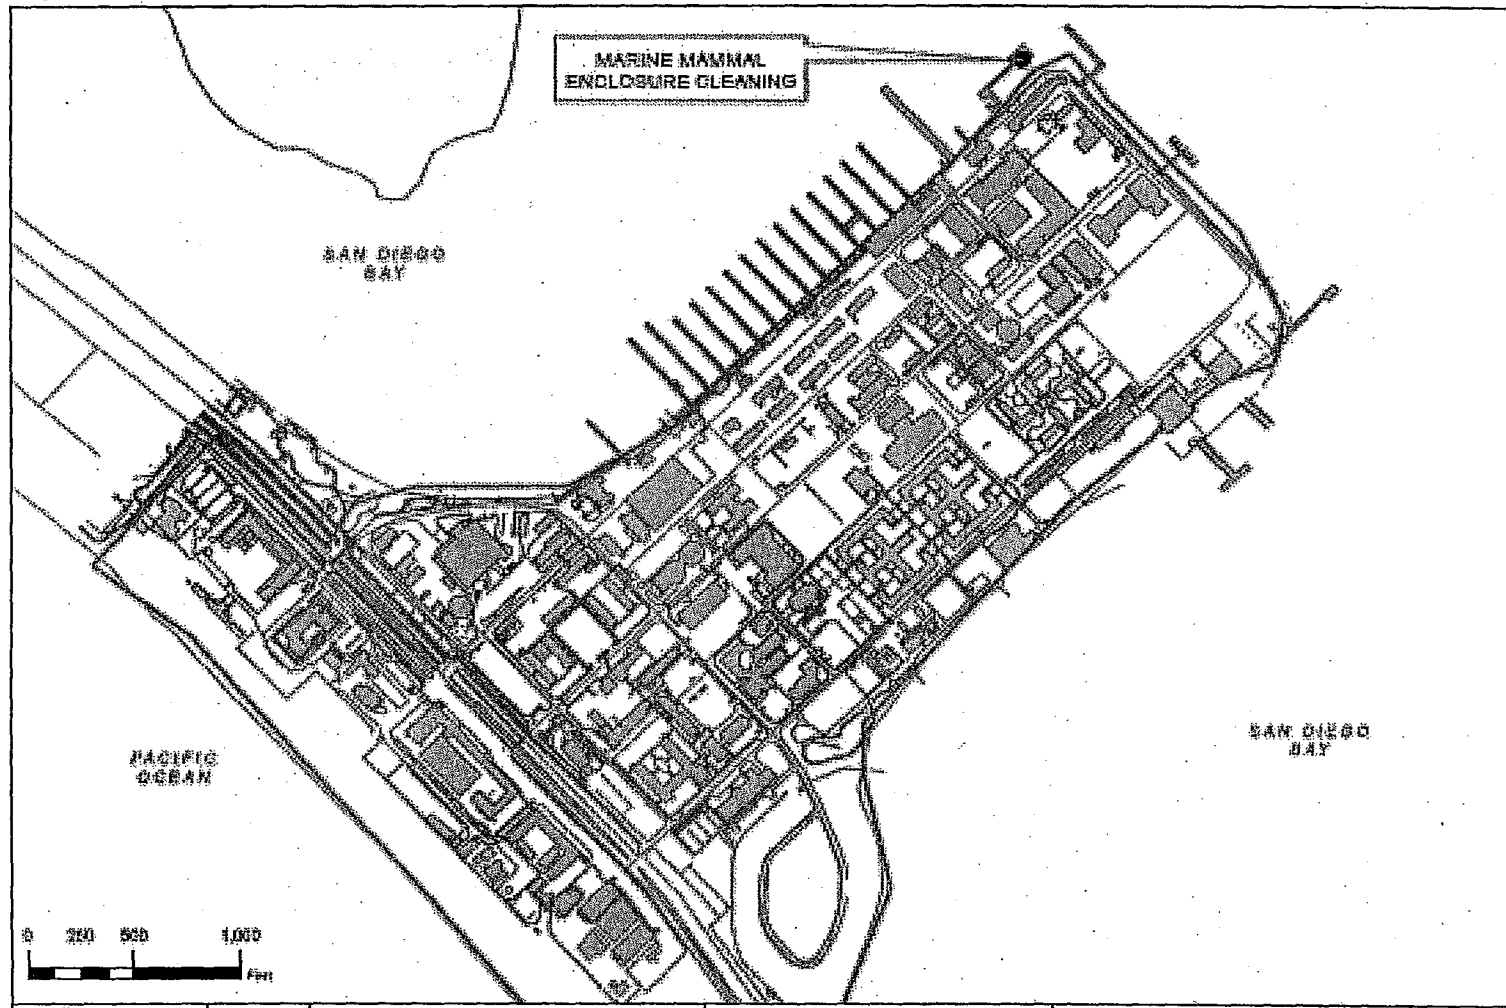 MARINE MAMMAL
ENCLOSURE CLEANING
SAN DIEGO
BAY
SAN DIEGO
BAY
PACIFIC
OCEAN
0 250 500 1,000
Feet